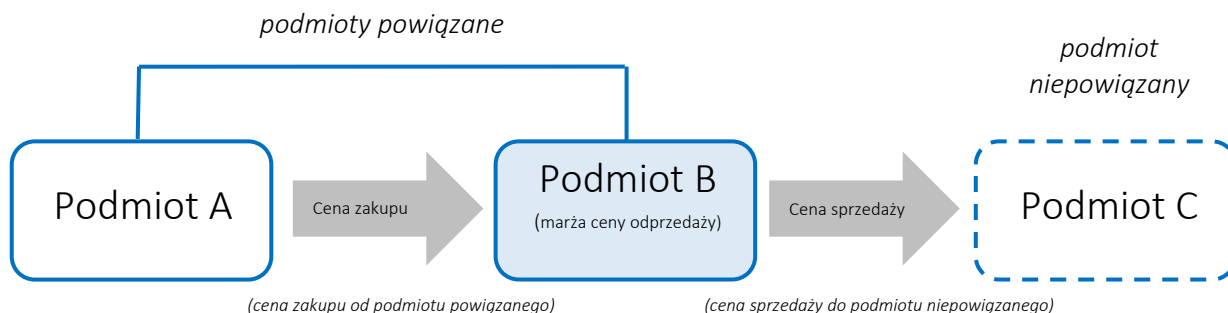 podmioty powiązane
podmiot
niepowiązany
Podmiot A
Cena zakupu
Podmiot B
(marża ceny odprzedaży)
Cena sprzedaży
Podmiot C
(cena zakupu od podmiotu powiązanego)
(cena sprzedaży do podmiotu niepowiązanego)